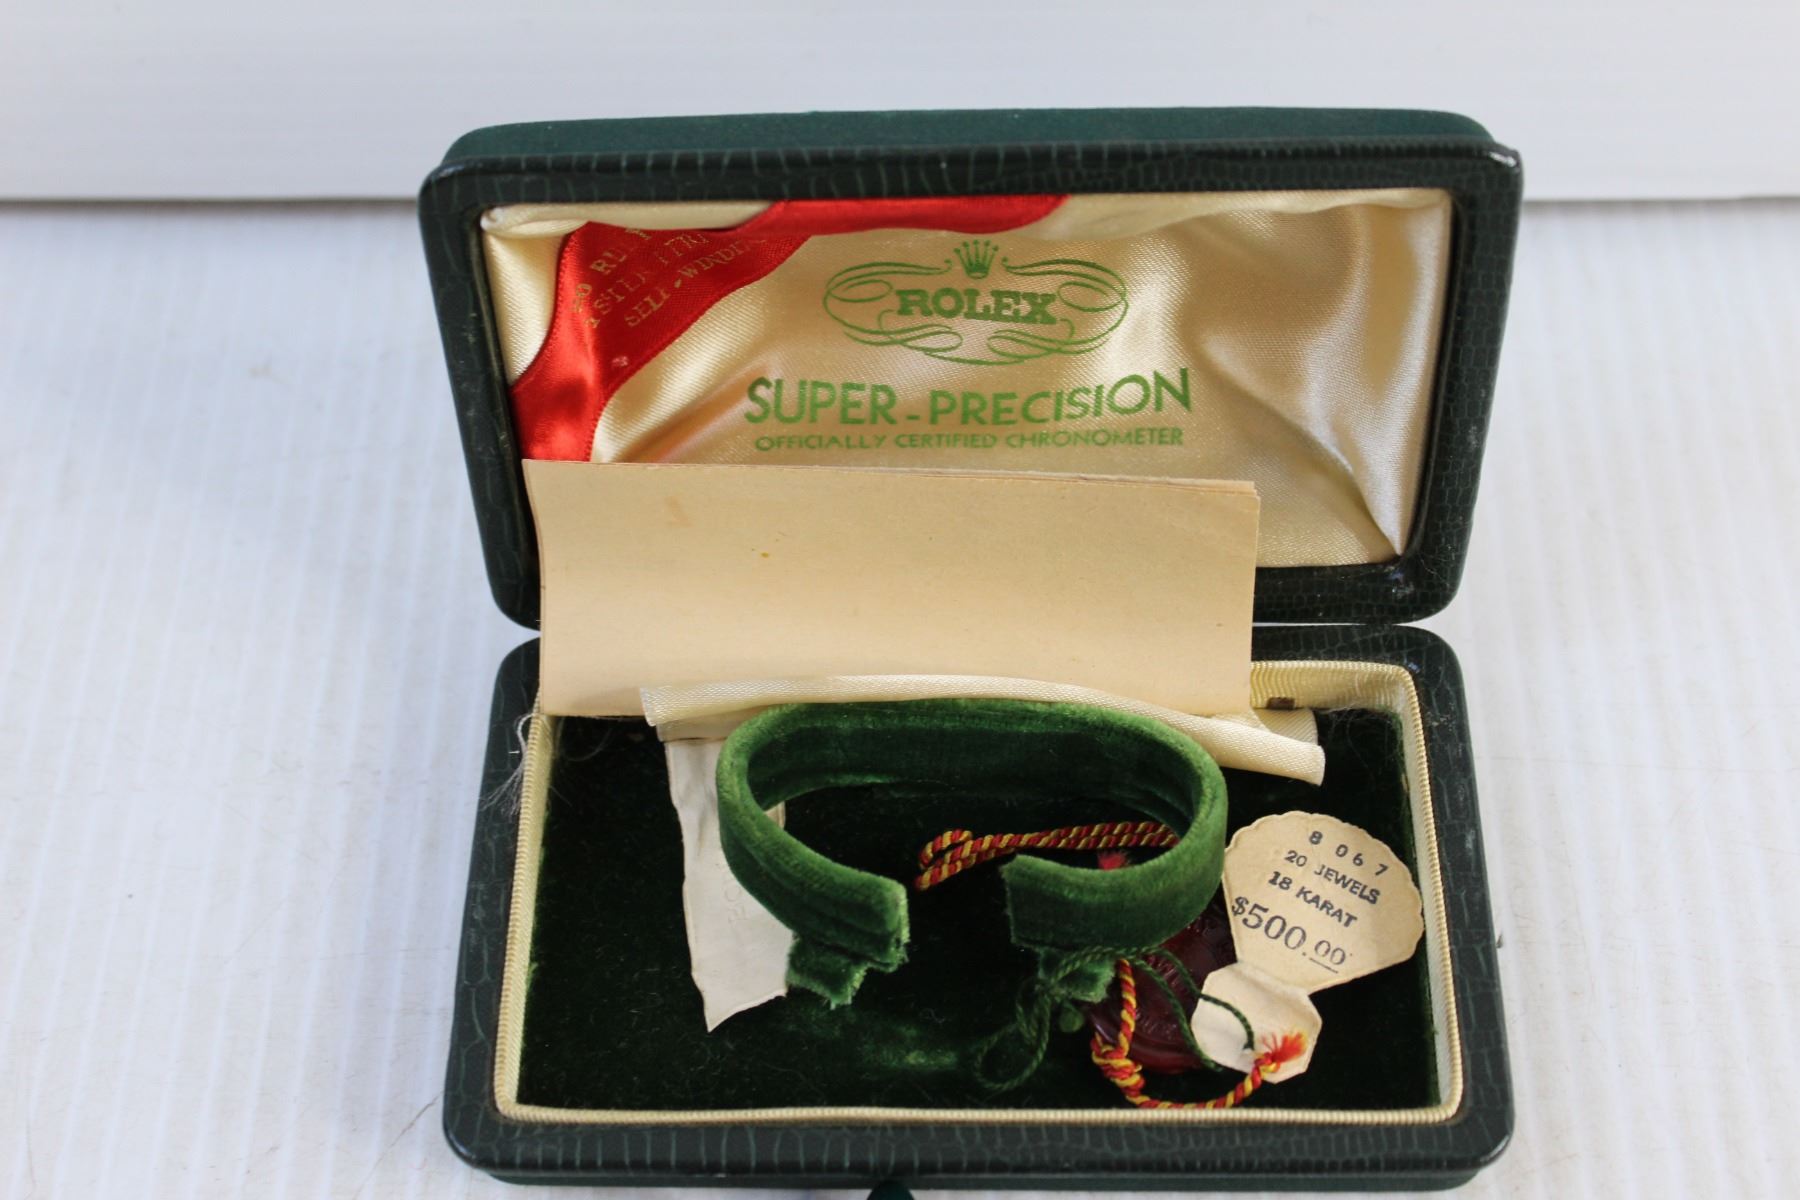 SELF-WINDING
ROLEX
SUPER-PRECISION
OFFICIALLY CERTIFIED CHRONOMETER
8067
20 JEWELS
18 KARAT
$500.00